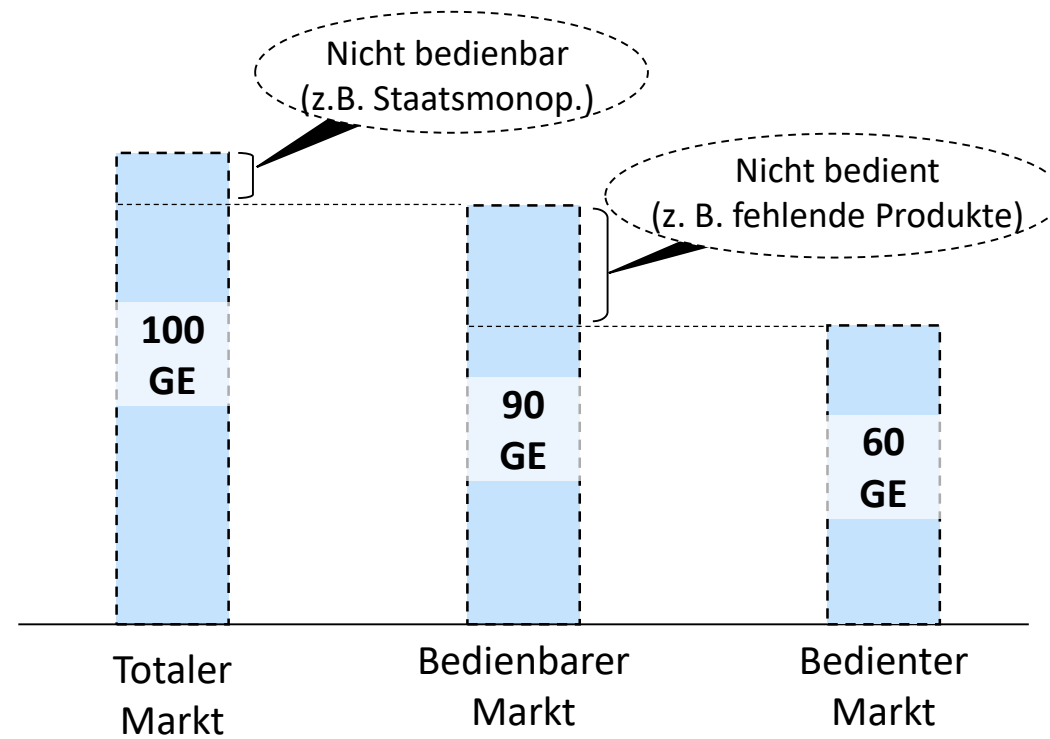 Nicht bedienbar
(z.B. Staatsmonop.)
Nicht bedient
(z. B. fehlende Produkte)
100
GE
90
GE
60
GE
Totaler
Markt
Bedienbarer
Markt
Bedienter
Markt